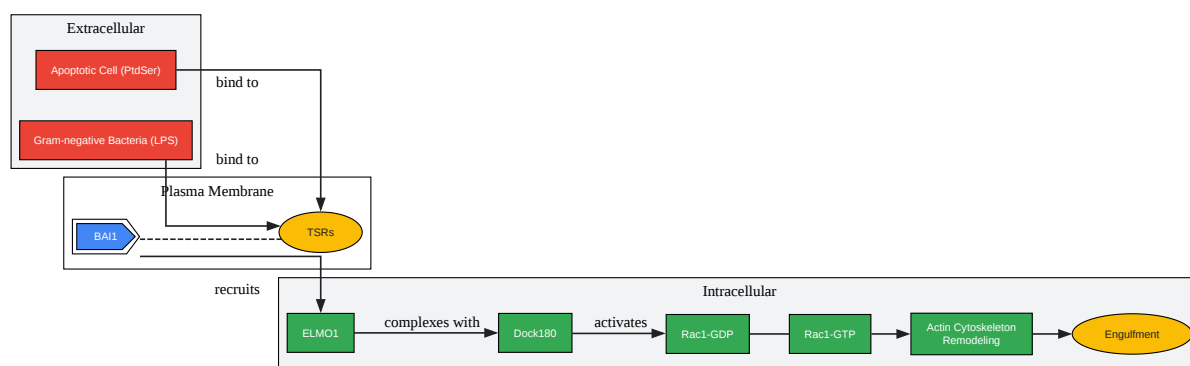 Extracellular
Apoptotic Cell (PtdSer)
bind to
Gram-negative Bacteria (LPS)
bind to
Plasma Membrane
BAI1
TSRs
recruits
Intracellular
ELMO1
complexes with
Dock180
activates
Rac1-GDP
Rac1-GTP
Actin Cytoskeleton
Remodeling
Engulfment